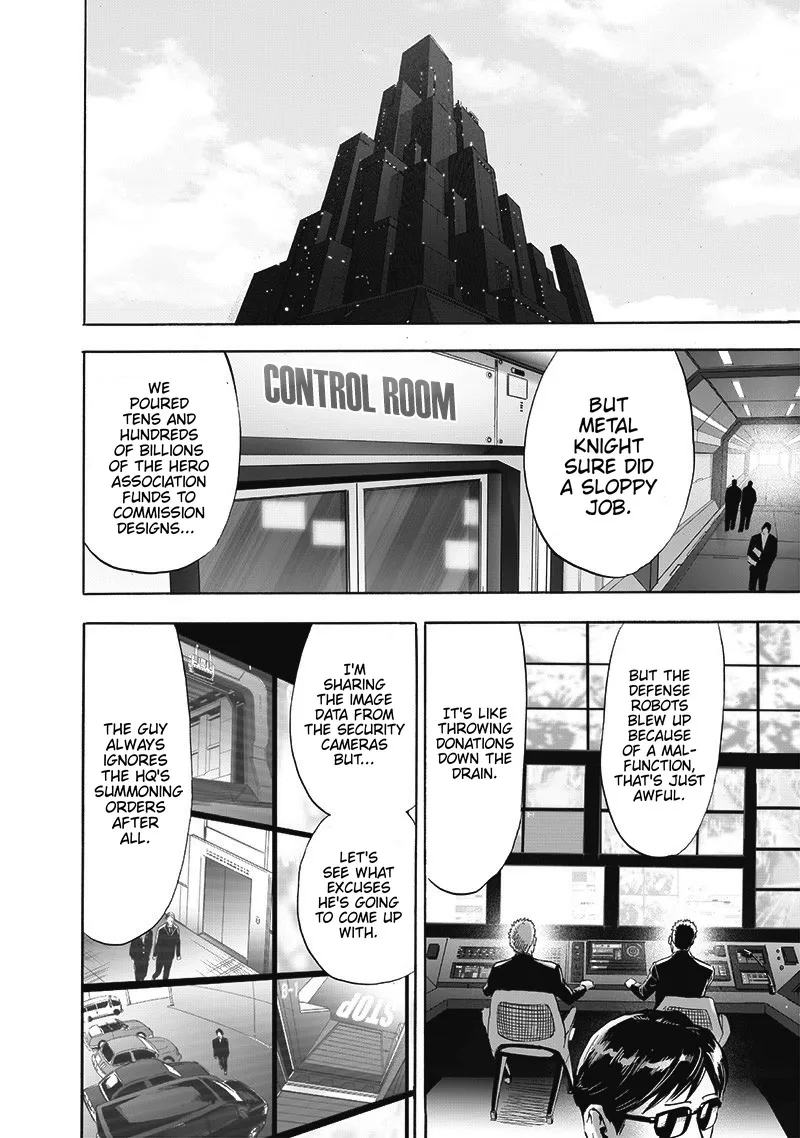 BUT
METAL
KNIGHT
SURE DID
A SLOPPY
JOB.
CONTROL ROOM
WE
POURED
TENS AND
HUNDREDS
OF BILLIONS
OF THE HERO
ASSOCIATION
FUNDS TO
COMMISSION
DESIGNS...
BUT THE
DEFENSE
ROBOTS
BLEW UP
BECAUSE
OF A MAL-
FUNCTION,
THAT'S JUST
AWFUL.
IT'S LIKE
THROWING
DONATIONS
DOWN THE
DRAIN.
I'M
SHARING
THE IMAGE
DATA FROM
THE SECURITY
CAMERAS
BUT...
LET'S
SEE WHAT
EXCUSES
HE'S GOING
TO COME UP
WITH.
THE GUY
ALWAYS
IGNORES
THE HQ'S
SUMMONING
ORDERS
AFTER
ALL.
STOP